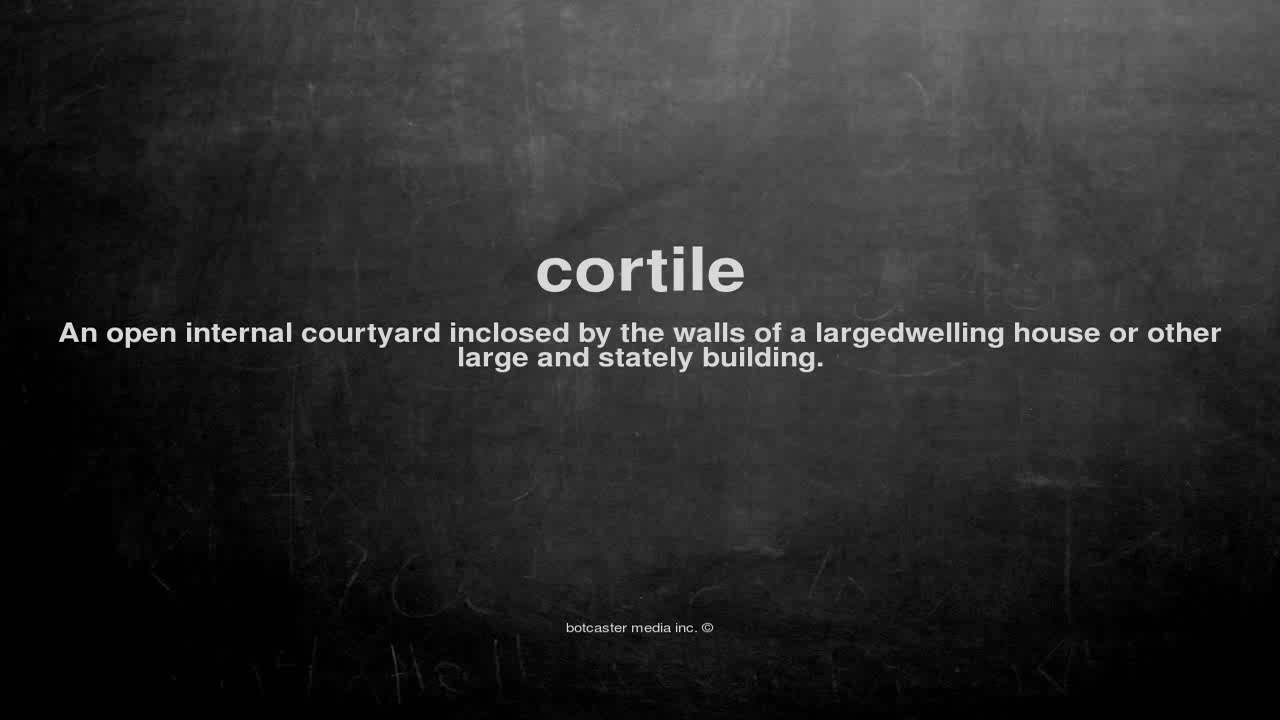 cortile
An open internal courtyard inclosed by the walls of a largedwelling house or other
large and stately building.
botcaster media inc. ©